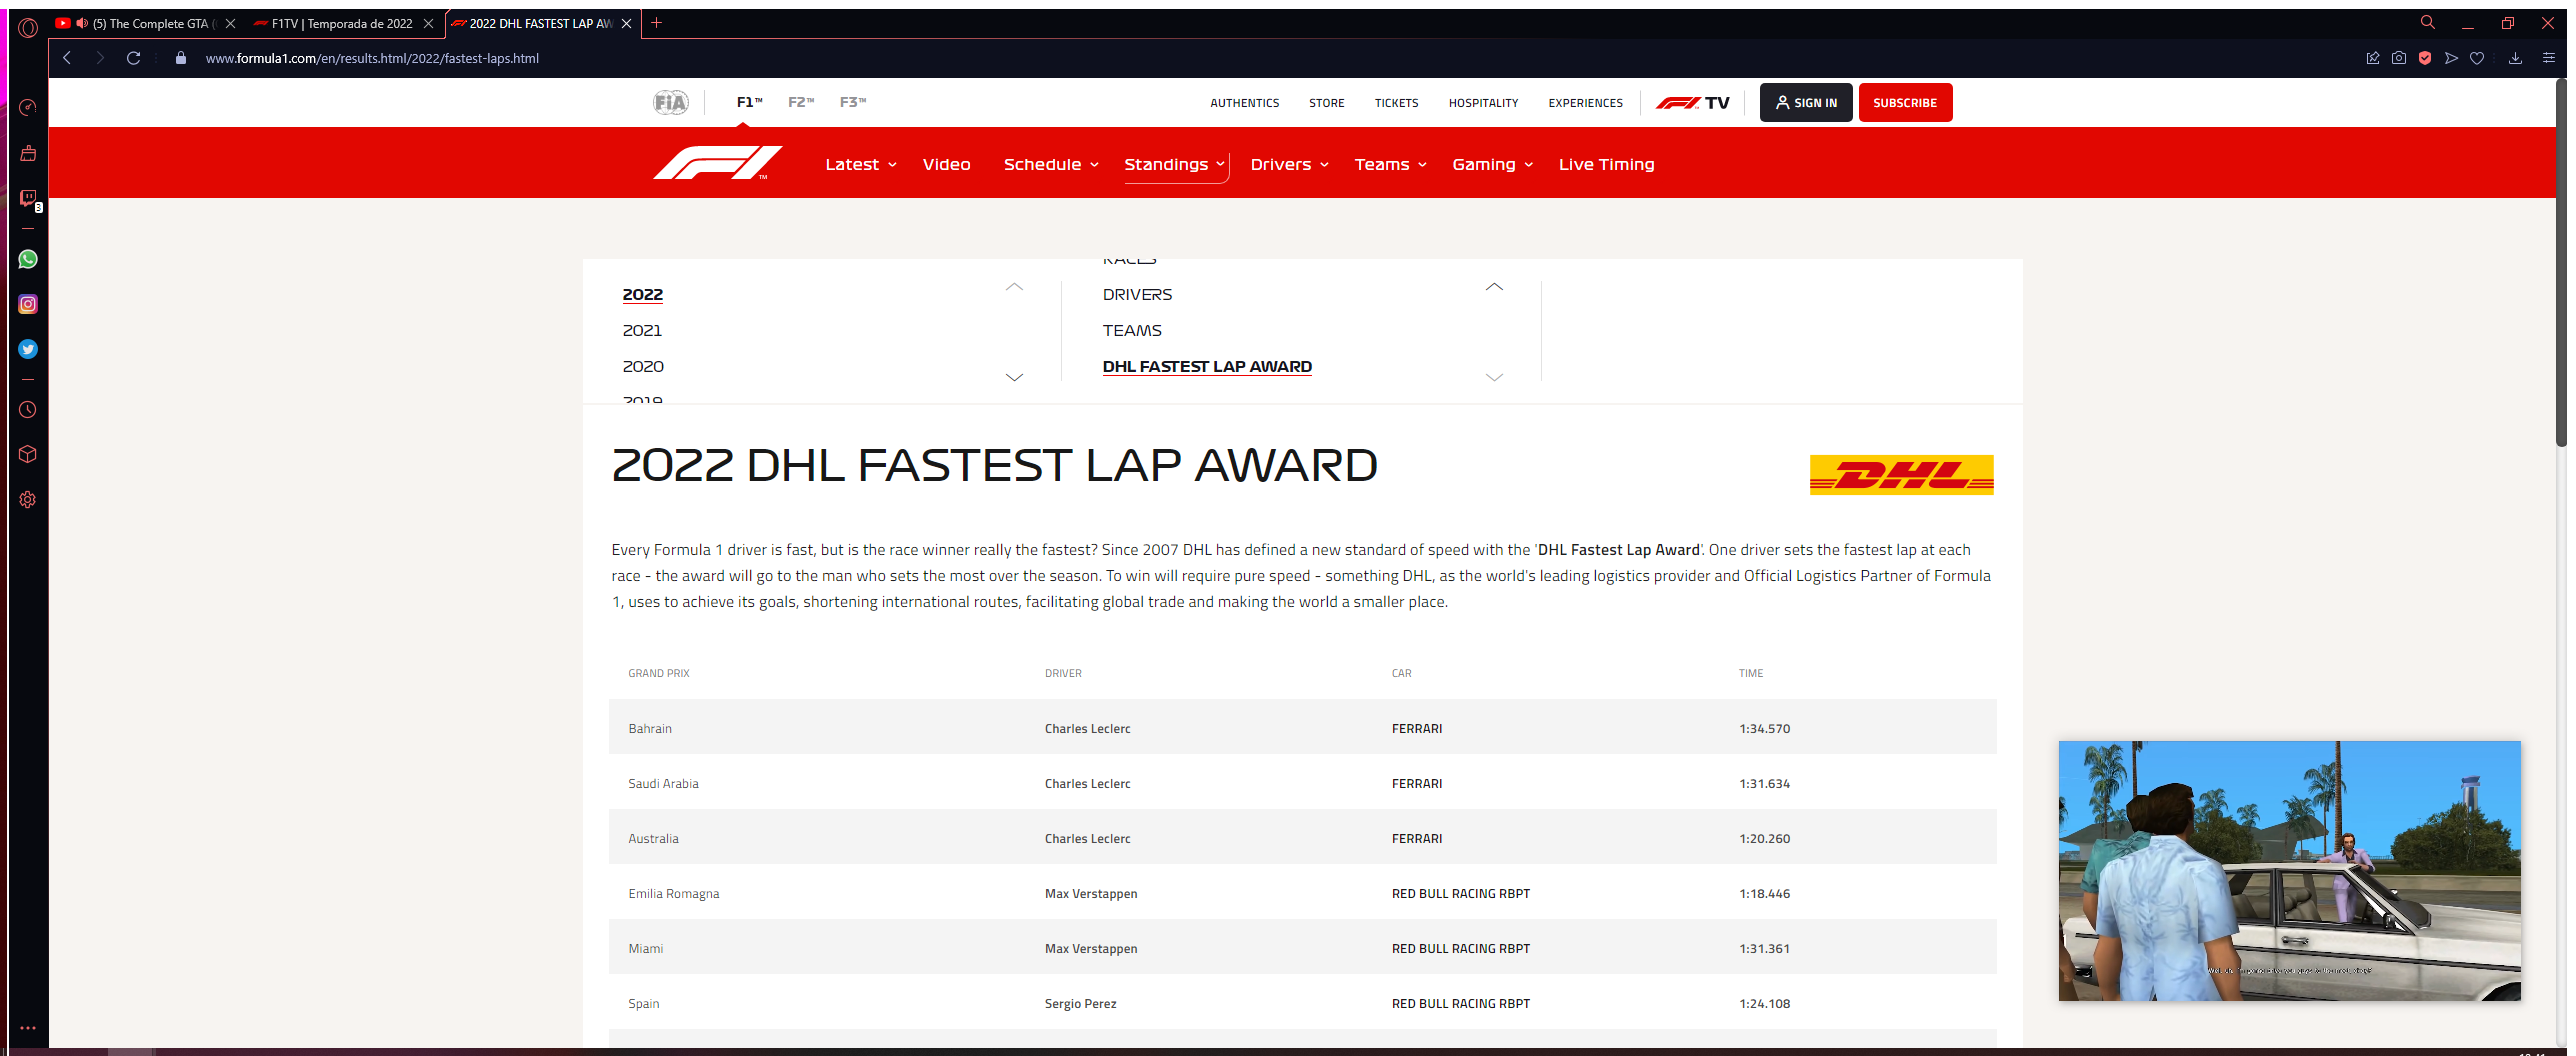 (5) The Complete GTA (
F1TV | Temporada de 2022
2022 DHL FASTEST LAP AW
www.formula1.com/en/results.html/2022/fastest-laps.html
FiA
F1™ F2™ F3™
AUTHENTICS STORE TICKETS HOSPITALITY EXPERIENCES F1 TV SIGN IN SUBSCRIBE
Latest Video Schedule Standings Drivers Teams Gaming Live Timing
3
RACES
2022
DRIVERS
2021
TEAMS
2020
DHL FASTEST LAP AWARD
2019
2022 DHL FASTEST LAP AWARD
DHL
Every Formula 1 driver is fast, but is the race winner really the fastest? Since 2007 DHL has defined a new standard of speed with the 'DHL Fastest Lap Award'. One driver sets the fastest lap at each
race - the award will go to the man who sets the most over the season. To win will require pure speed - something DHL, as the world's leading logistics provider and Official Logistics Partner of Formula
1, uses to achieve its goals, shortening international routes, facilitating global trade and making the world a smaller place.
GRAND PRIX DRIVER CAR TIME
Bahrain Charles Leclerc FERRARI 1:34.570
Saudi Arabia Charles Leclerc FERRARI 1:31.634
Australia Charles Leclerc FERRARI 1:20.260
Emilia Romagna Max Verstappen RED BULL RACING RBPT 1:18.446
Miami Max Verstappen RED BULL RACING RBPT 1:31.361
Spain Sergio Perez RED BULL RACING RBPT 1:24.108